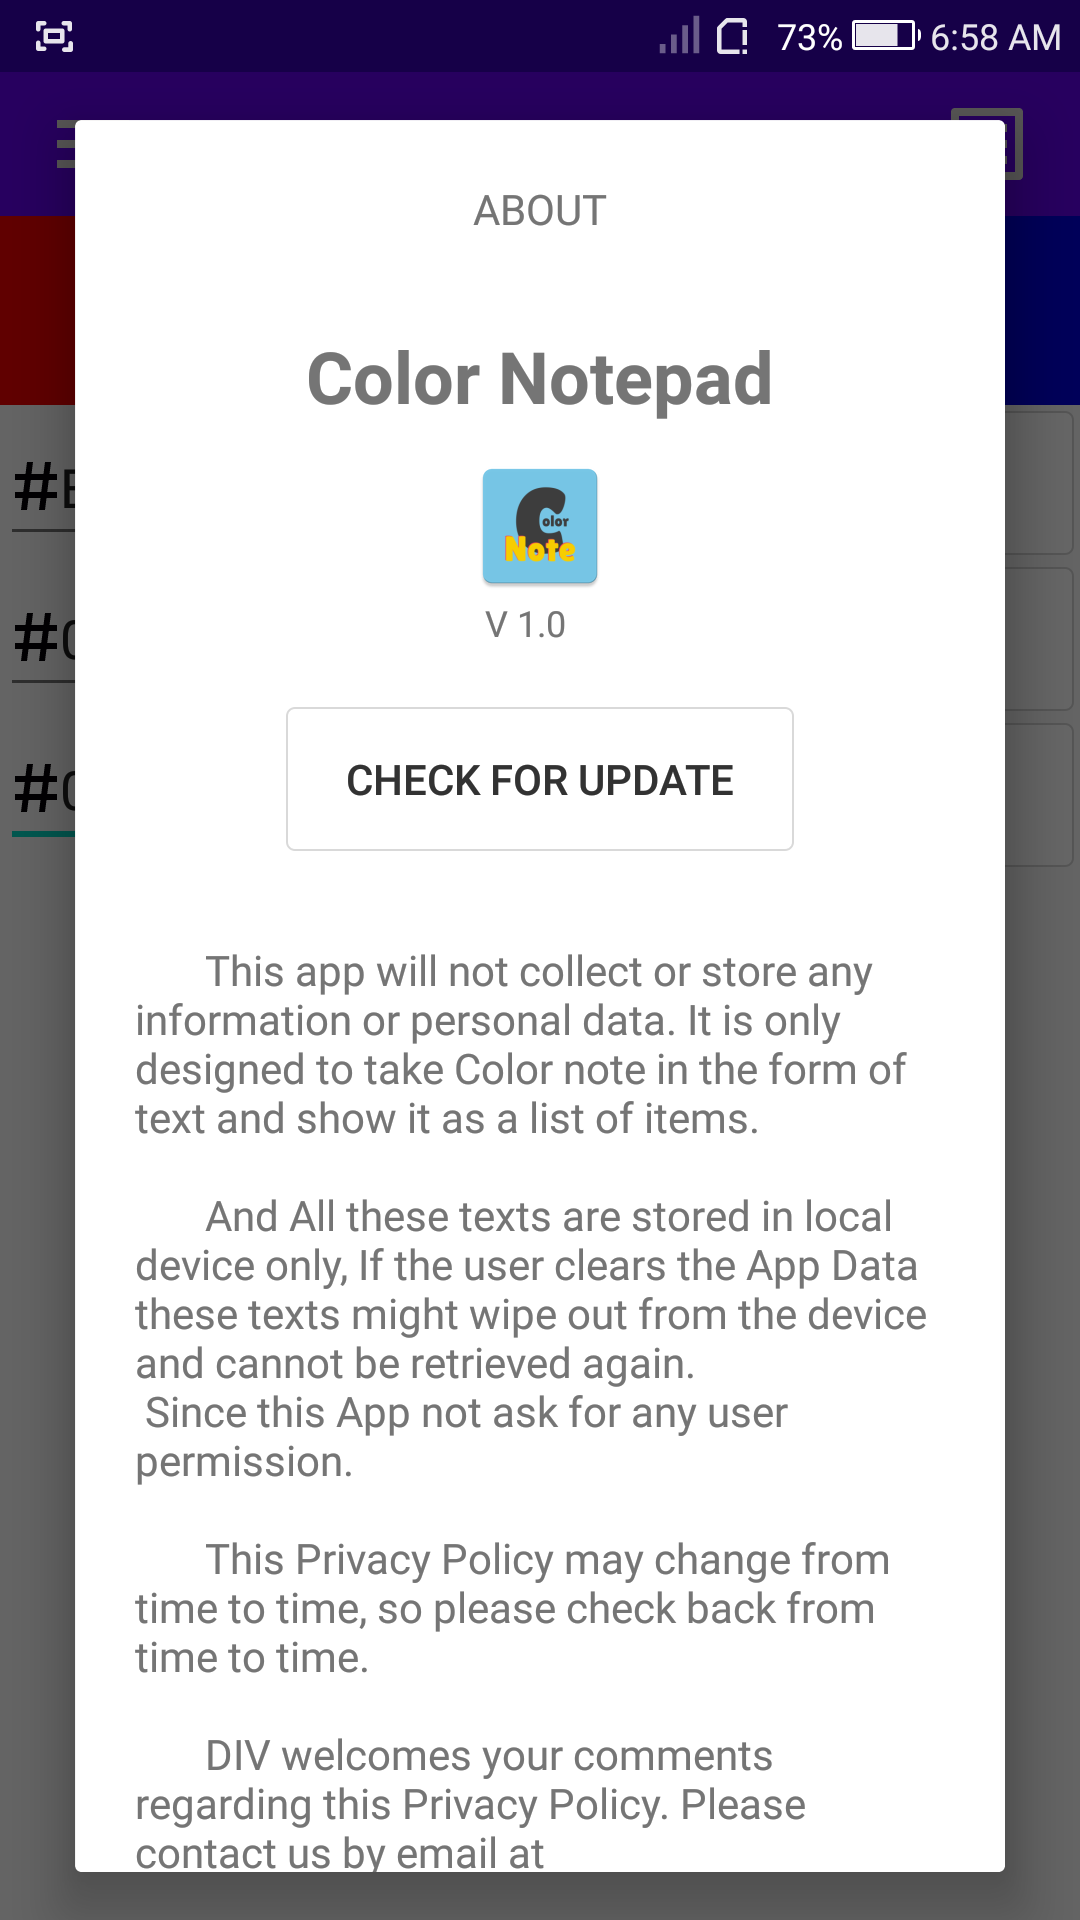 73% 6:58 AM
ABOUT
Color Notepad
Color
Note
V 1.0
CHECK FOR UPDATE
#
#
#
This app will not collect or store any
information or personal data. It is only
designed to take Color note in the form of
text and show it as a list of items.
And All these texts are stored in local
device only, If the user clears the App Data
these texts might wipe out from the device
and cannot be retrieved again.
Since this App not ask for any user
permission.
This Privacy Policy may change from
time to time, so please check back from
time to time.
DIV welcomes your comments
regarding this Privacy Policy. Please
contact us by email at